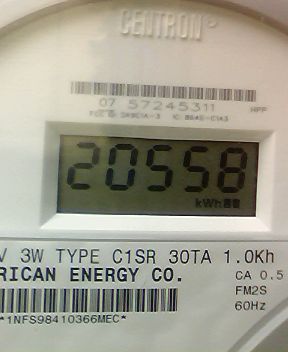 CENTRON®
07 57245311 HPF
20558
kWh
V 3W TYPE C1SR 30TA 1.0Kh
RICAN ENERGY CO. CA 0.5
FM2S
*1NFS98410366MEC* 60Hz